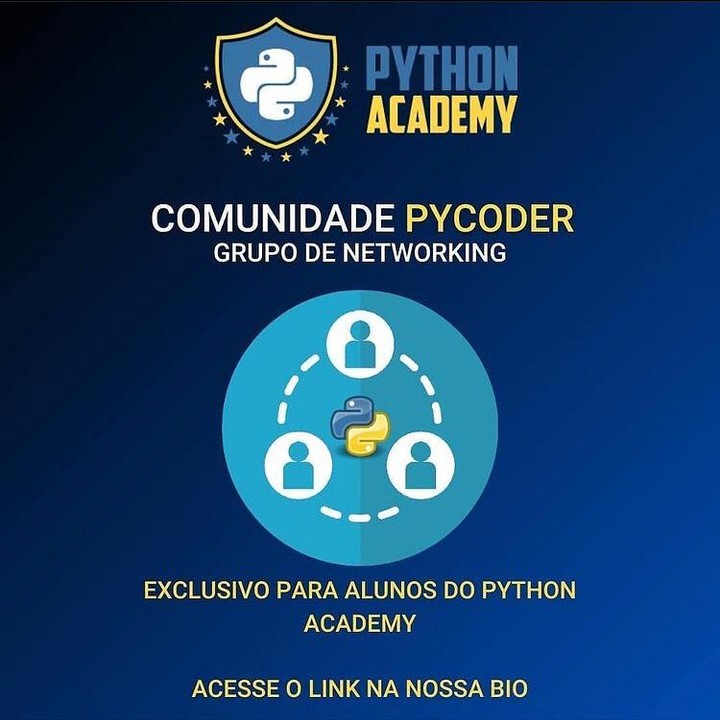 PYTHON
ACADEMY
COMUNIDADE PYCODER
GRUPO DE NETWORKING
EXCLUSIVO PARA ALUNOS DO PYTHON
ACADEMY
ACESSE O LINK NA NOSSA BIO